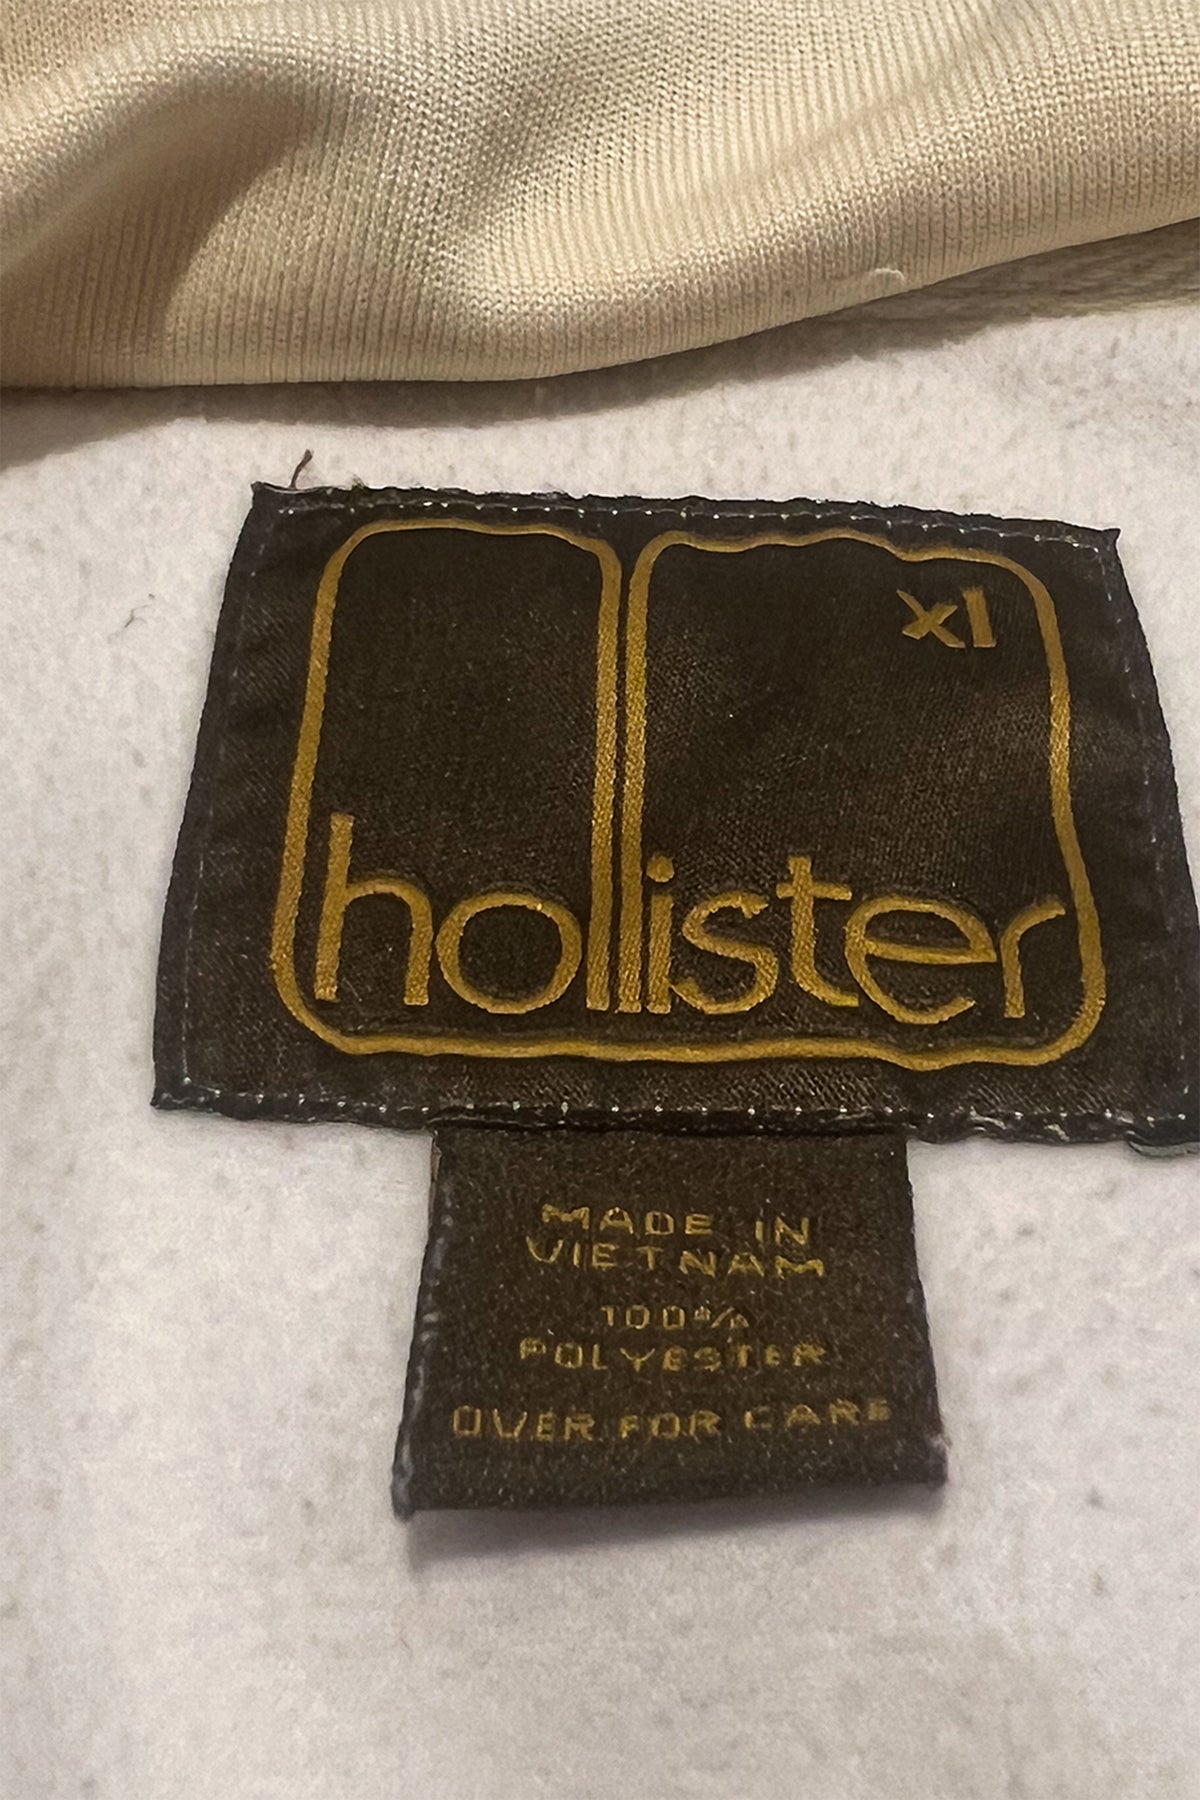 xl
hollister
MADE IN
VIETNAM
100%
POLYESTER
OVER FOR CARE